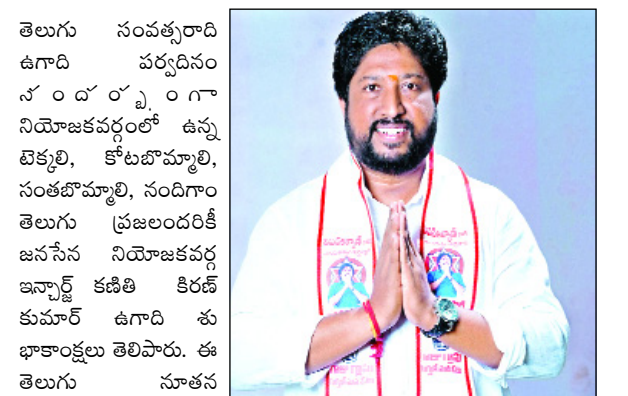 తెలుగు సంవత్సరాది
ఉగాది పర్వదినం
సందర్భంగా
నియోజకవర్గంలో ఉన్న
టెక్కలి, కోటబొమ్మాలి,
సంతబొమ్మాలి, నందిగాం
తెలుగు ప్రజలందరికీ
జనసేన నియోజకవర్గ
ఇన్చార్జ్ కణితి కిరణ్
కుమార్ ఉగాది శు
భాకాంక్షలు తెలిపారు. ఈ
తెలుగు నూతన